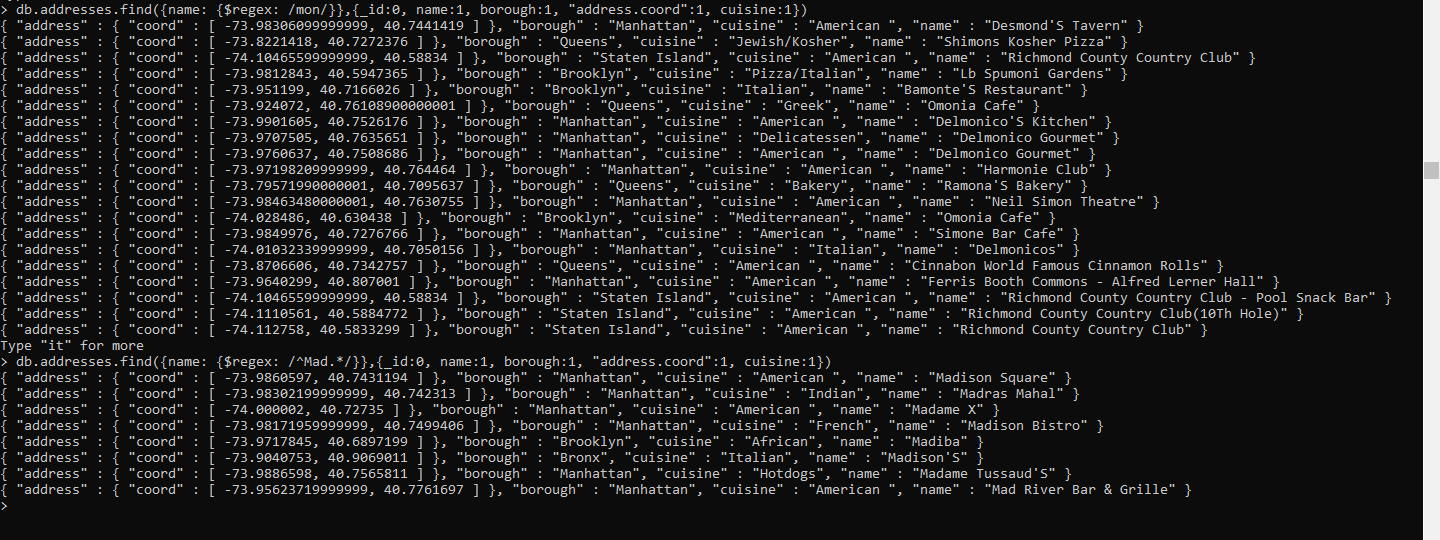 > db.addresses.find({name: {$regex: /mon/}},{_id:0, name:1, borough:1, "address.coord":1, cuisine:1})
{ "address" : { "coord" : [ -73.98306099999999, 40.7441419 ] }, "borough" : "Manhattan", "cuisine" : "American ", "name" : "Desmond'S Tavern" }
{ "address" : { "coord" : [ -73.8221418, 40.7272376 ] }, "borough" : "Queens", "cuisine" : "Jewish/Kosher", "name" : "Shimons Kosher Pizza" }
{ "address" : { "coord" : [ -74.10465599999999, 40.58834 ] }, "borough" : "Staten Island", "cuisine" : "American ", "name" : "Richmond County Country Club" }
{ "address" : { "coord" : [ -73.9812843, 40.5947365 ] }, "borough" : "Brooklyn", "cuisine" : "Pizza/Italian", "name" : "Lb Spumoni Gardens" }
{ "address" : { "coord" : [ -73.951199, 40.7166026 ] }, "borough" : "Brooklyn", "cuisine" : "Italian", "name" : "Bamonte'S Restaurant" }
{ "address" : { "coord" : [ -73.924072, 40.76108900000001 ] }, "borough" : "Queens", "cuisine" : "Greek", "name" : "Omonia Cafe" }
{ "address" : { "coord" : [ -73.9901605, 40.7526176 ] }, "borough" : "Manhattan", "cuisine" : "American ", "name" : "Delmonico'S Kitchen" }
{ "address" : { "coord" : [ -73.9707505, 40.7635651 ] }, "borough" : "Manhattan", "cuisine" : "Delicatessen", "name" : "Delmonico Gourmet" }
{ "address" : { "coord" : [ -73.9760637, 40.7508686 ] }, "borough" : "Manhattan", "cuisine" : "American ", "name" : "Delmonico Gourmet" }
{ "address" : { "coord" : [ -73.97198209999999, 40.764464 ] }, "borough" : "Manhattan", "cuisine" : "American ", "name" : "Harmonie Club" }
{ "address" : { "coord" : [ -73.79571990000001, 40.7095637 ] }, "borough" : "Queens", "cuisine" : "Bakery", "name" : "Ramona'S Bakery" }
{ "address" : { "coord" : [ -73.98463480000001, 40.7630755 ] }, "borough" : "Manhattan", "cuisine" : "American ", "name" : "Neil Simon Theatre" }
{ "address" : { "coord" : [ -74.028486, 40.630438 ] }, "borough" : "Brooklyn", "cuisine" : "Mediterranean", "name" : "Omonia Cafe" }
{ "address" : { "coord" : [ -73.9849976, 40.7276766 ] }, "borough" : "Manhattan", "cuisine" : "American ", "name" : "Simone Bar Cafe" }
{ "address" : { "coord" : [ -74.01032339999999, 40.7050156 ] }, "borough" : "Manhattan", "cuisine" : "Italian", "name" : "Delmonicos" }
{ "address" : { "coord" : [ -73.8706606, 40.7342757 ] }, "borough" : "Queens", "cuisine" : "American ", "name" : "Cinnabon World Famous Cinnamon Rolls" }
{ "address" : { "coord" : [ -73.9640299, 40.807001 ] }, "borough" : "Manhattan", "cuisine" : "American ", "name" : "Ferris Booth Commons - Alfred Lerner Hall" }
{ "address" : { "coord" : [ -74.10465599999999, 40.58834 ] }, "borough" : "Staten Island", "cuisine" : "American ", "name" : "Richmond County Country Club - Pool Snack Bar" }
{ "address" : { "coord" : [ -74.1110561, 40.5884772 ] }, "borough" : "Staten Island", "cuisine" : "American ", "name" : "Richmond County Country Club(10Th Hole)" }
{ "address" : { "coord" : [ -74.112758, 40.5833299 ] }, "borough" : "Staten Island", "cuisine" : "American ", "name" : "Richmond County Country Club" }
Type "it" for more
> db.addresses.find({name: {$regex: /^Mad.*/}},{_id:0, name:1, borough:1, "address.coord":1, cuisine:1})
{ "address" : { "coord" : [ -73.9860597, 40.7431194 ] }, "borough" : "Manhattan", "cuisine" : "American ", "name" : "Madison Square" }
{ "address" : { "coord" : [ -73.98302199999999, 40.742313 ] }, "borough" : "Manhattan", "cuisine" : "Indian", "name" : "Madras Mahal" }
{ "address" : { "coord" : [ -74.000002, 40.72735 ] }, "borough" : "Manhattan", "cuisine" : "American ", "name" : "Madame X" }
{ "address" : { "coord" : [ -73.98171959999999, 40.7499406 ] }, "borough" : "Manhattan", "cuisine" : "French", "name" : "Madison Bistro" }
{ "address" : { "coord" : [ -73.9717845, 40.6897199 ] }, "borough" : "Brooklyn", "cuisine" : "African", "name" : "Madiba" }
{ "address" : { "coord" : [ -73.9040753, 40.9069011 ] }, "borough" : "Bronx", "cuisine" : "Italian", "name" : "Madison'S" }
{ "address" : { "coord" : [ -73.9886598, 40.7565811 ] }, "borough" : "Manhattan", "cuisine" : "Hotdogs", "name" : "Madame Tussaud'S" }
{ "address" : { "coord" : [ -73.95623719999999, 40.7761697 ] }, "borough" : "Manhattan", "cuisine" : "American ", "name" : "Mad River Bar & Grille" }
>